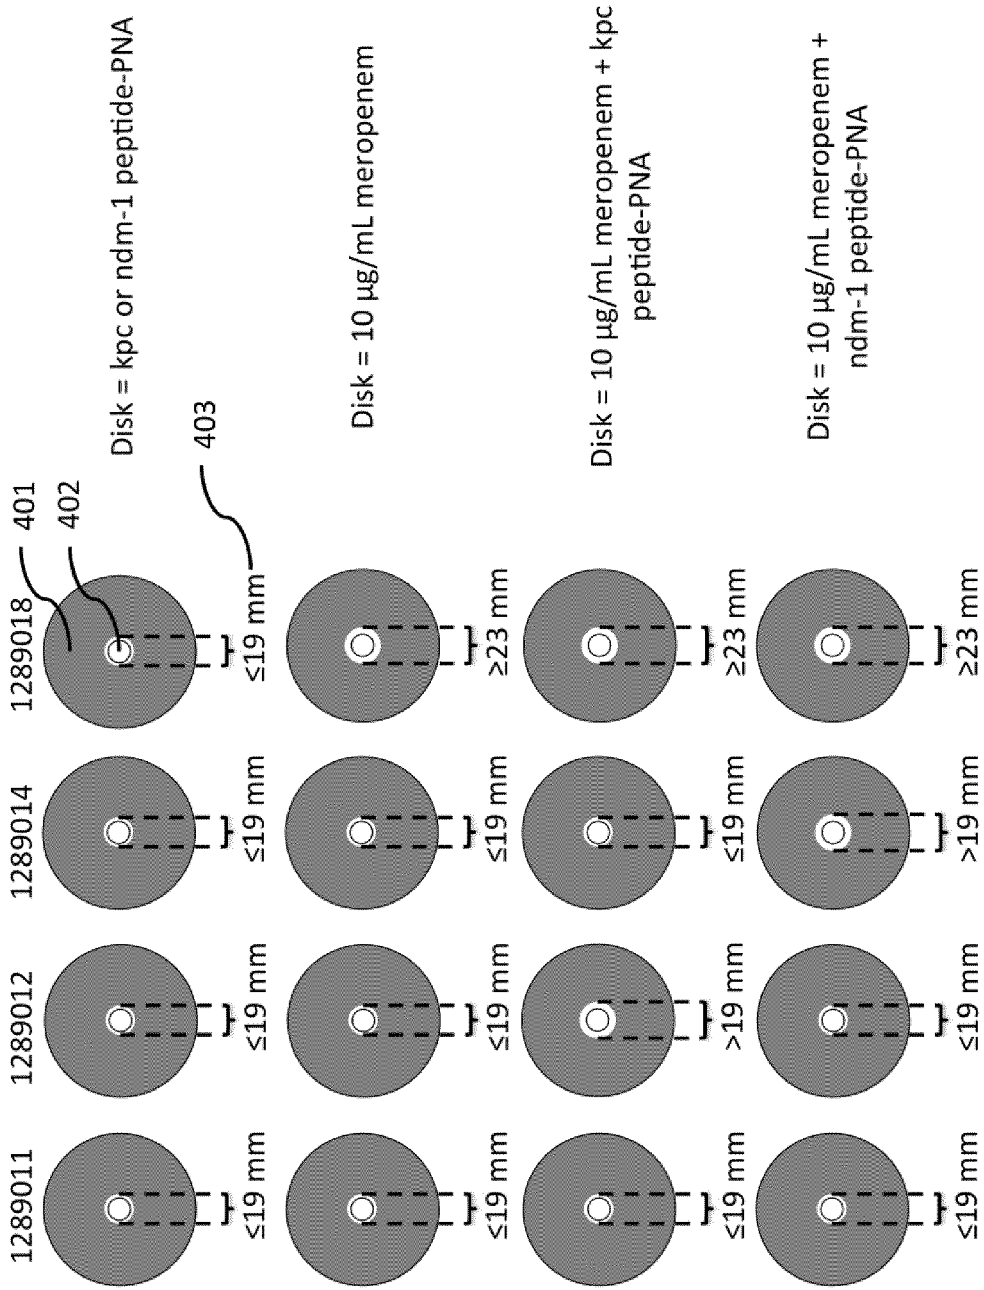 1289011 1289012 1289014 1289018 401
402
Disk = kpc or ndm-1 peptide-PNA
403
≤19 mm ≤19 mm ≤19 mm ≤19 mm
Disk = 10 µg/mL meropenem
≤19 mm ≤19 mm ≤19 mm ≥23 mm
Disk = 10 µg/mL meropenem + kpc
peptide-PNA
≤19 mm >19 mm ≤19 mm ≥23 mm
Disk = 10 µg/mL meropenem +
ndm-1 peptide-PNA
≤19 mm ≤19 mm >19 mm ≥23 mm